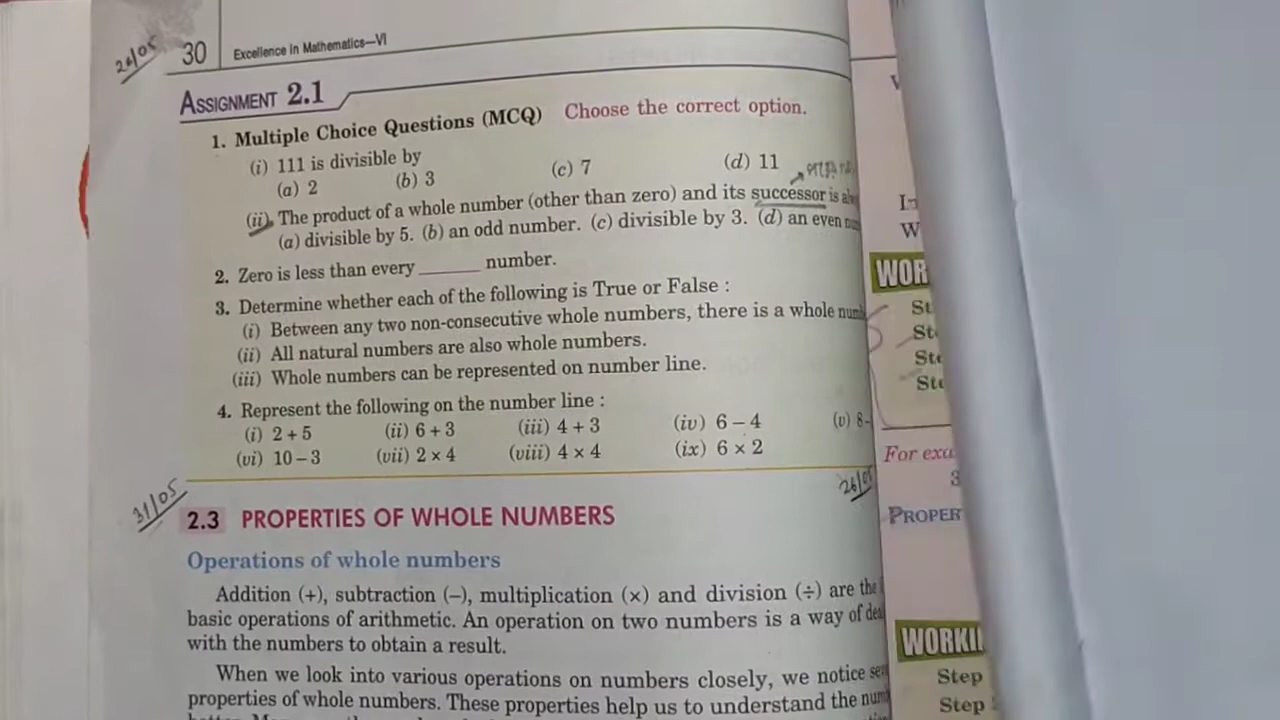 26/05
30 Excellence in Mathematics—VI
ASSIGNMENT 2.1
1. Multiple Choice Questions (MCQ) Choose the correct option.
(i) 111 is divisible by
(a) 2 (b) 3 (c) 7 (d) 11
(ii) The product of a whole number (other than zero) and its successor is
(a) divisible by 5. (b) an odd number. (c) divisible by 3. (d) an even
2. Zero is less than every ______ number.
3. Determine whether each of the following is True or False :
(i) Between any two non-consecutive whole numbers, there is a whole
(ii) All natural numbers are also whole numbers.
(iii) Whole numbers can be represented on number line.
4. Represent the following on the number line :
(i) 2 + 5 (ii) 6 + 3 (iii) 4 + 3 (iv) 6 – 4 (v) 8
(vi) 10 – 3 (vii) 2 × 4 (viii) 4 × 4 (ix) 6 × 2
26/05
31/05
2.3 PROPERTIES OF WHOLE NUMBERS
Operations of whole numbers
Addition (+), subtraction (–), multiplication (×) and division (÷) are the
basic operations of arithmetic. An operation on two numbers is a way of
with the numbers to obtain a result.
When we look into various operations on numbers closely, we notice
properties of whole numbers. These properties help us to understand the
W
WOR
St
St
Ste
Ste
For exa
3
PROPER
WORKI
Step
Step